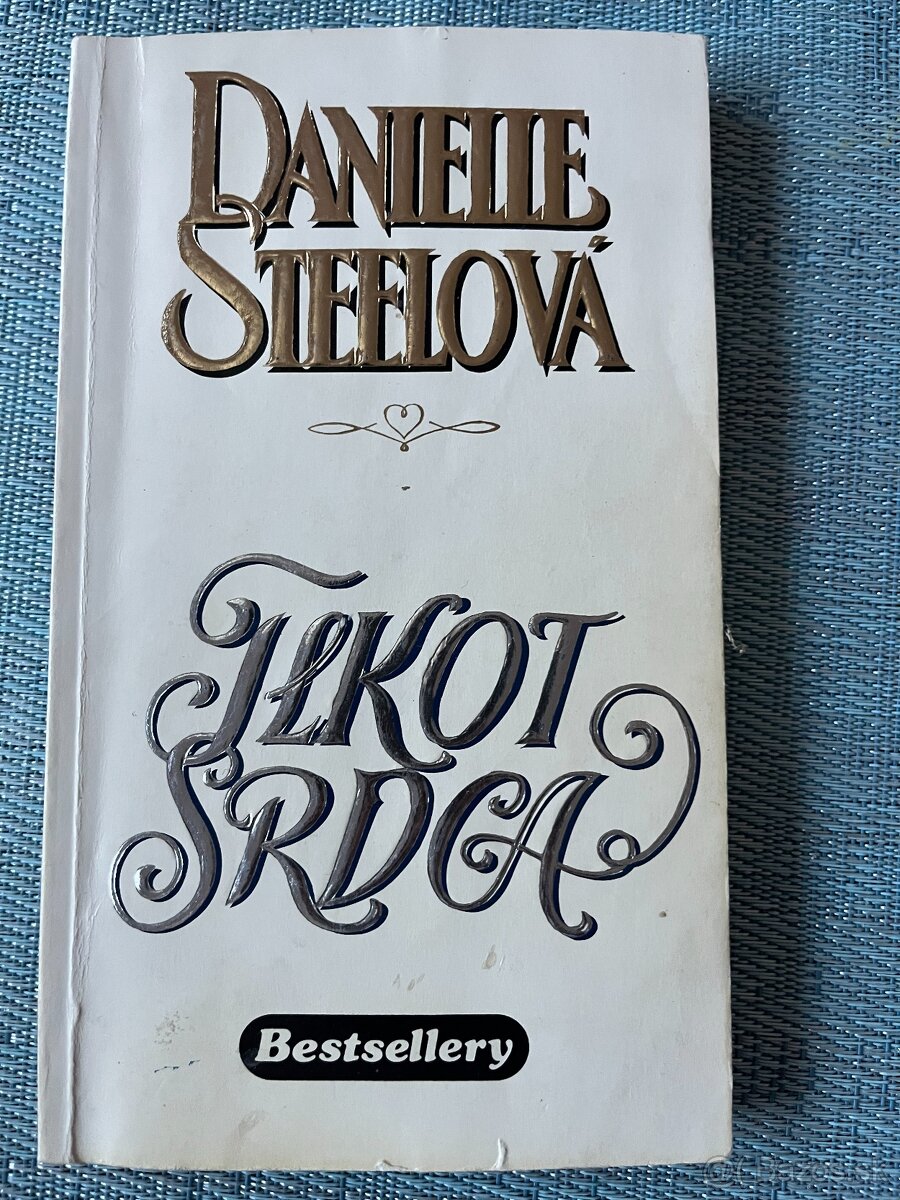 DANIELLE
STEELOVÁ
TLKOT
SRDCA
Bestsellery